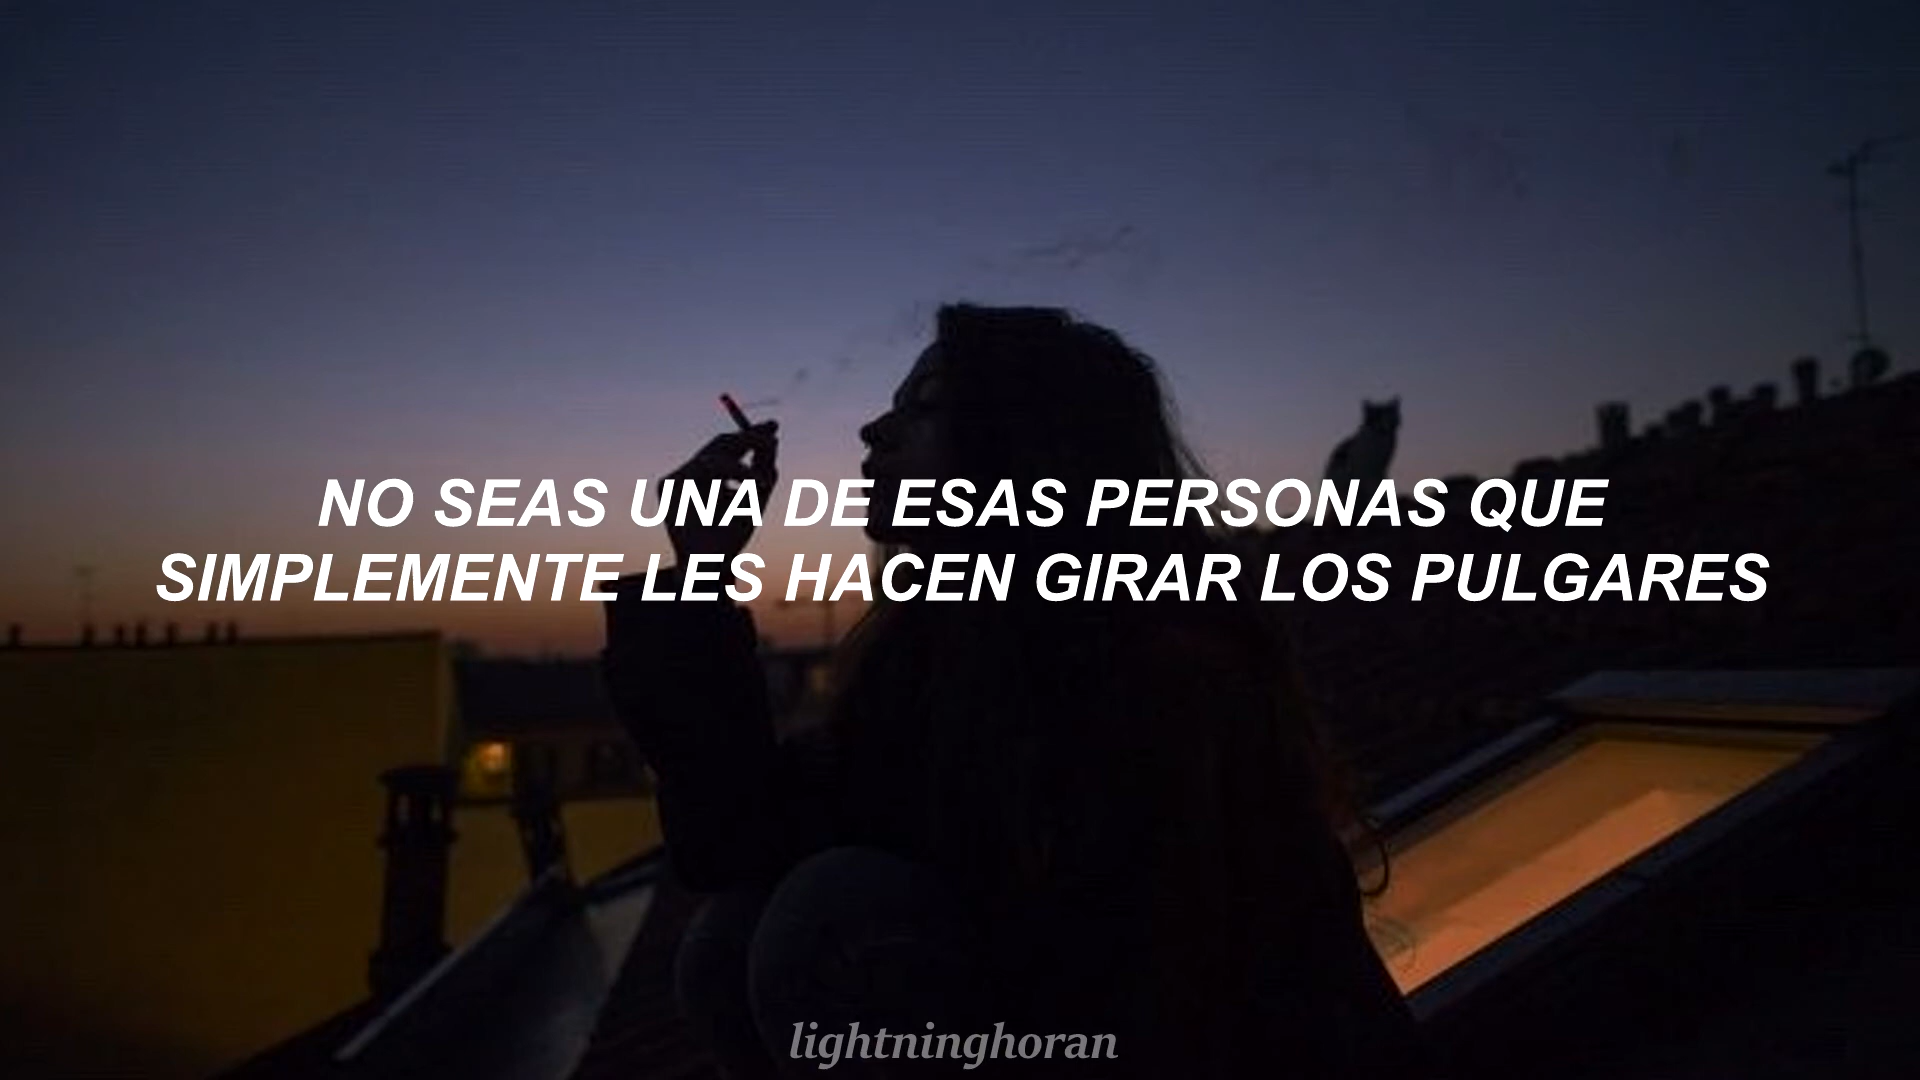 NO SEAS UNA DE ESAS PERSONAS QUE
SIMPLEMENTE LES HACEN GIRAR LOS PULGARES
lightninghoran